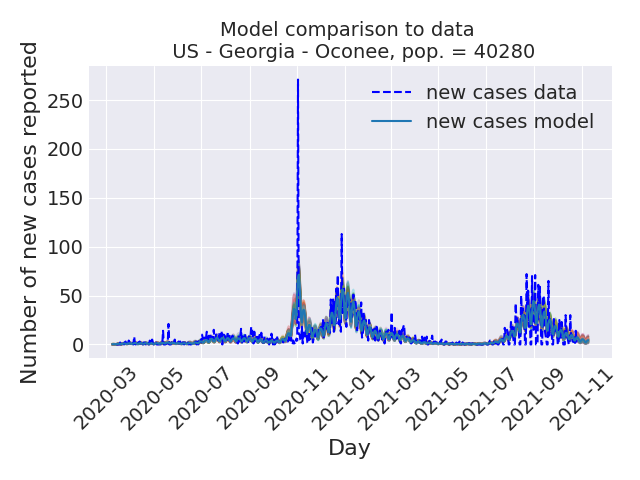 Model comparison to data
US - Georgia - Oconee, pop. = 40280
Number of new cases reported
250
200
150
100
50
0
new cases data
new cases model
2020-03
2020-05
2020-07
2020-09
2020-11
2021-01
2021-03
2021-05
2021-07
2021-09
2021-11
Day